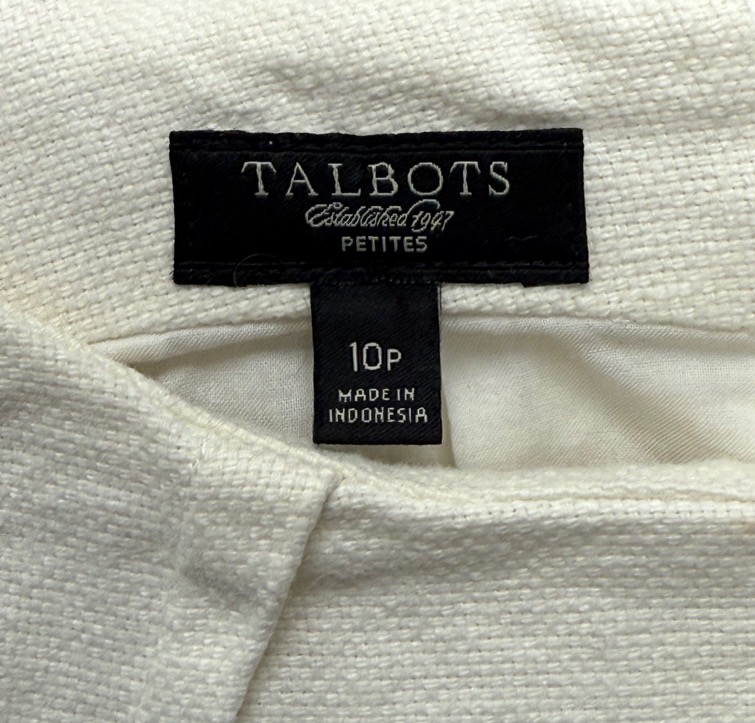 TALBOTS
Established 1947
PETITES
10P
MADE IN
INDONESIA